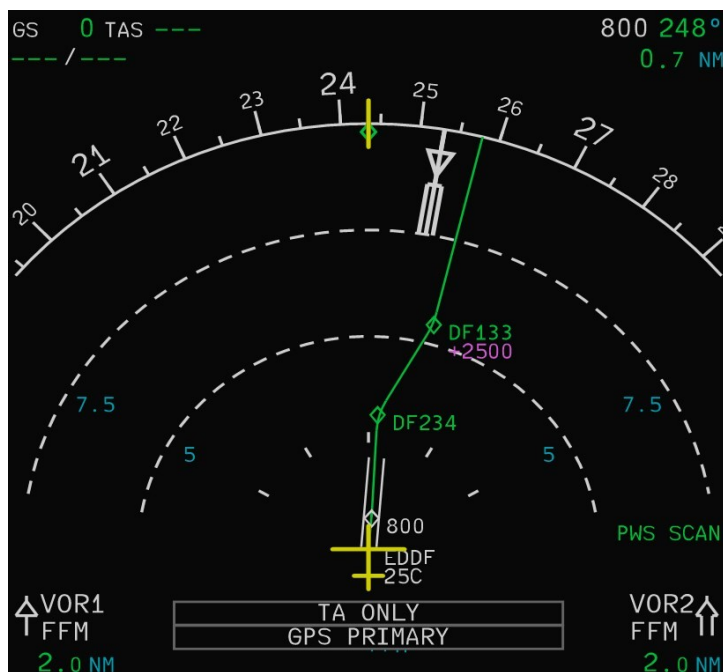 GS 0 TAS ---
---/---
800 248°
0.7 NM
20
21
22
23
24
25
26
27
28
7.5
7.5
5
5
DF133
+2500
DF234
800
EDDF
25C
PWS SCAN
VOR1
FFM
2.0 NM
TA ONLY
GPS PRIMARY
VOR2
FFM
2.0 NM